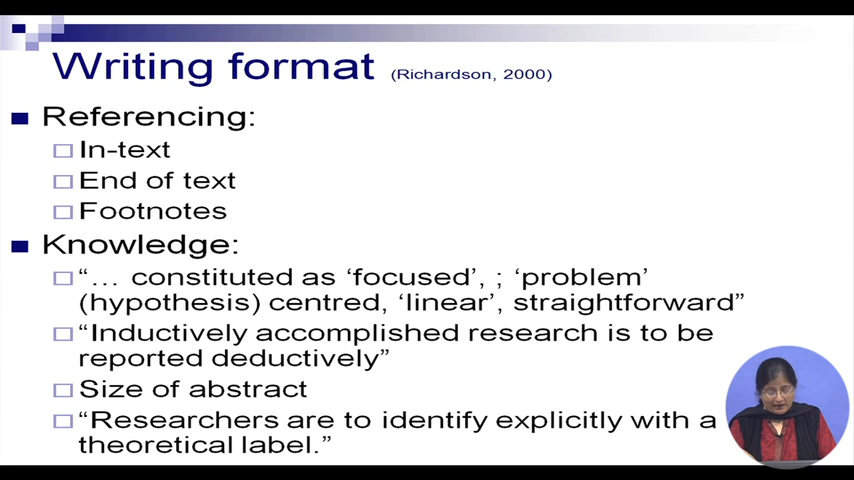 Writing format (Richardson, 2000)
Referencing:
In-text
End of text
Footnotes
Knowledge:
“... constituted as ‘focused’, ; ‘problem’
(hypothesis) centred, ‘linear’, straightforward”
“Inductively accomplished research is to be
reported deductively”
Size of abstract
“Researchers are to identify explicitly with a
theoretical label.”